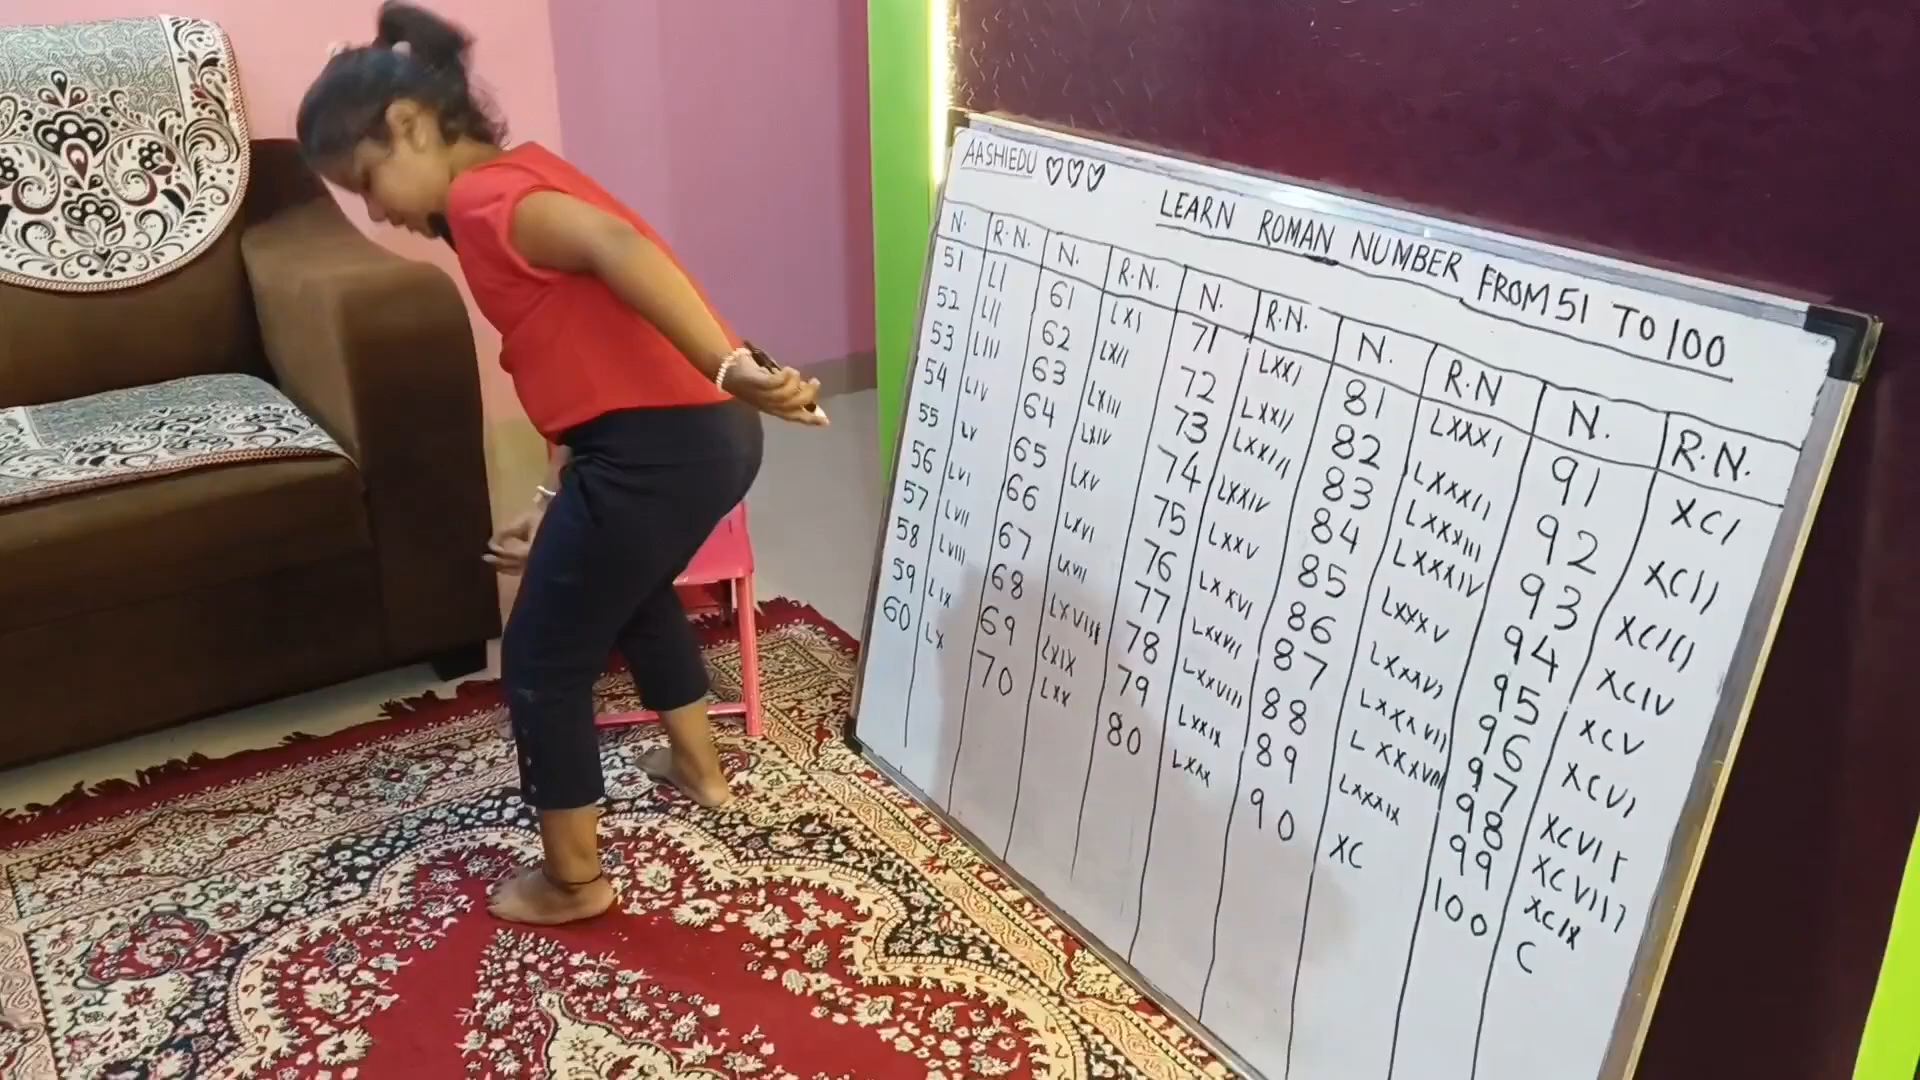 AASHIEDU ♡♡♡
LEARN ROMAN NUMBER FROM 51 TO 100
N. R.N. N. R.N. N. R.N. N. R.N N. R.N.
51 LI 61 LXI 71 LXXI 81 LXXXI 91 XCI
52 LII 62 LXII 72 LXXII 82 LXXXII 92 XCII
53 LIII 63 LXIII 73 LXXIII 83 LXXXIII 93 XCIII
54 LIV 64 LXIV 74 LXXIV 84 LXXXIV 94 XCIV
55 LV 65 LXV 75 LXXV 85 LXXXV 95 XCV
56 LVI 66 LXVI 76 LXXVI 86 LXXXVI 96 XCVI
57 LVII 67 LXVII 77 LXXVII 87 LXXXVII 97 XCVII
58 LVIII 68 LXVIII 78 LXXVIII 88 LXXXVIII 98 XCVIII
59 LIX 69 LXIX 79 LXXIX 89 LXXXIX 99 XCIX
60 LX 70 LXX 80 LXXX 90 XC 100 C